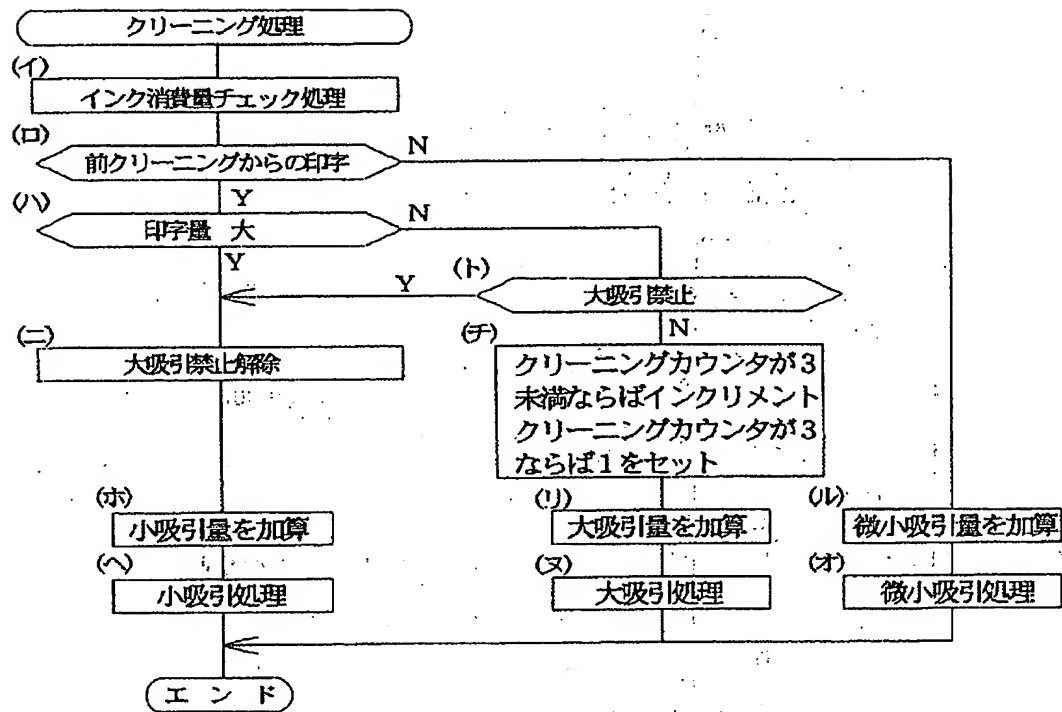 クリーニング処理
(イ)
インク消費量チェック処理
(ロ)
前クリーニングからの印字
N
Y
(ハ)
印字量 大
N
Y
(ト)
大吸引禁止
Y
N
(ニ)
大吸引禁止解除
(チ)
クリーニングカウンタが3
未満ならばインクリメント
クリーニングカウンタが3
ならば1をセット
(ホ)
小吸引量を加算
(リ)
大吸引量を加算
(ル)
微小吸引量を加算
(ヘ)
小吸引処理
(ヌ)
大吸引処理
(オ)
微小吸引処理
エンド